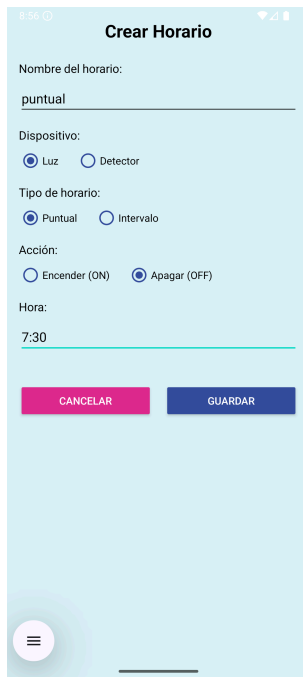 8:56
Crear Horario
Nombre del horario:
puntual
Dispositivo:
Luz Detector
Tipo de horario:
Puntual Intervalo
Acción:
Encender (ON) Apagar (OFF)
Hora:
7:30
CANCELAR GUARDAR